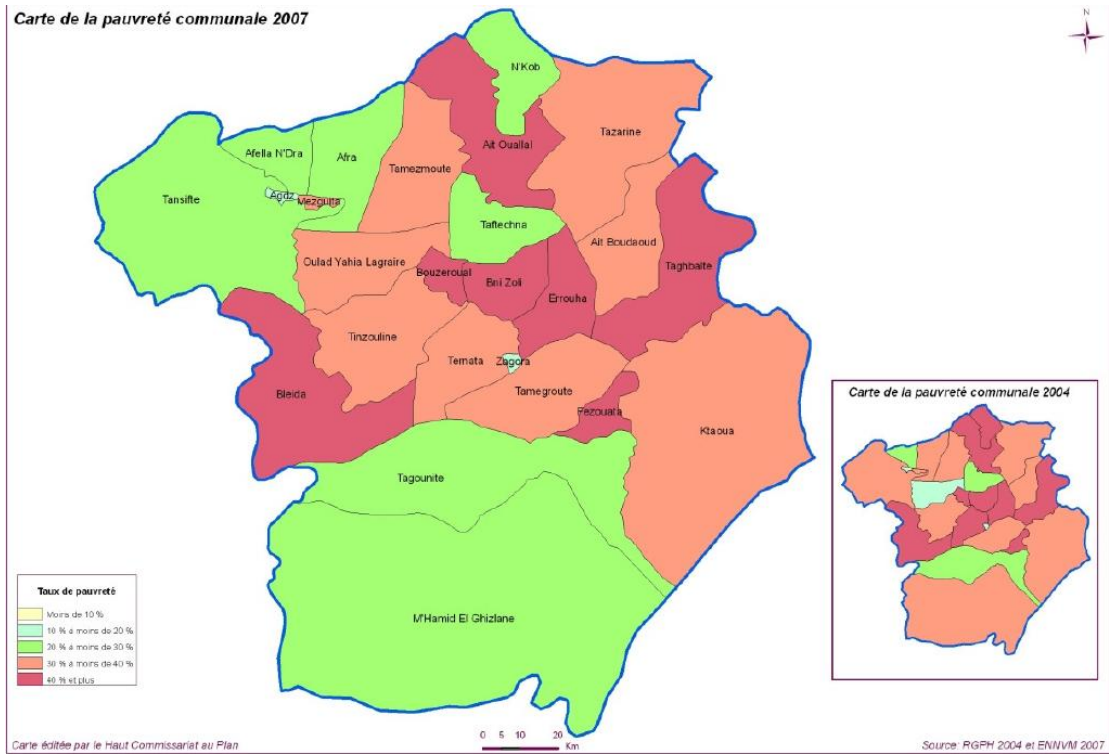 Carte de la pauvreté communale 2007
N
N'Kob
Tazarine
Ait Ouallal
Afella N'Dra
Afra
Tamezmoute
Tansifte
Agdz
Mezguita
Taftechna
Ait Boudaoud
Taghbalte
Oulad Yahia Lagraire
Bouzeroual
Bni Zoli
Errouha
Tinzouline
Ternata
Zagora
Tamegroute
Bleida
Fezouata
Ktaoua
Tagounite
M'Hamid El Ghizlane
Carte de la pauvreté communale 2004
Taux de pauvreté
Moins de 10 %
10 % à moins de 20 %
20 % à moins de 30 %
30 % à moins de 40 %
40 % et plus
0 5 10 20
Km
Carte éditée par le Haut Commissariat au Plan
Source: RGPH 2004 et ENNVM 2007